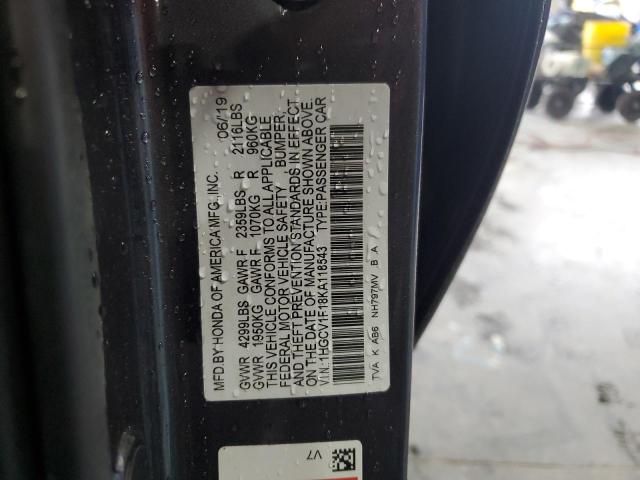 MFD.BY HONDA OF AMERICA MFG.,INC. 06/19
GVWR 4299LBS GAWR F 2359LBS R 2116LBS
GVWR 1950KG GAWR F 1070KG R 960KG
THIS VEHICLE CONFORMS TO ALL APPLICABLE
FEDERAL MOTOR VEHICLE SAFETY BUMPER,
AND THEFT PREVENTION STANDARDS IN EFFECT
ON THE DATE OF MANUFACTURE SHOWN ABOVE.
V.I.N.:1HGCV1F18KA118543 TYPE:PASSENGER CAR
TVA K AB6 NH797MV B A
V7